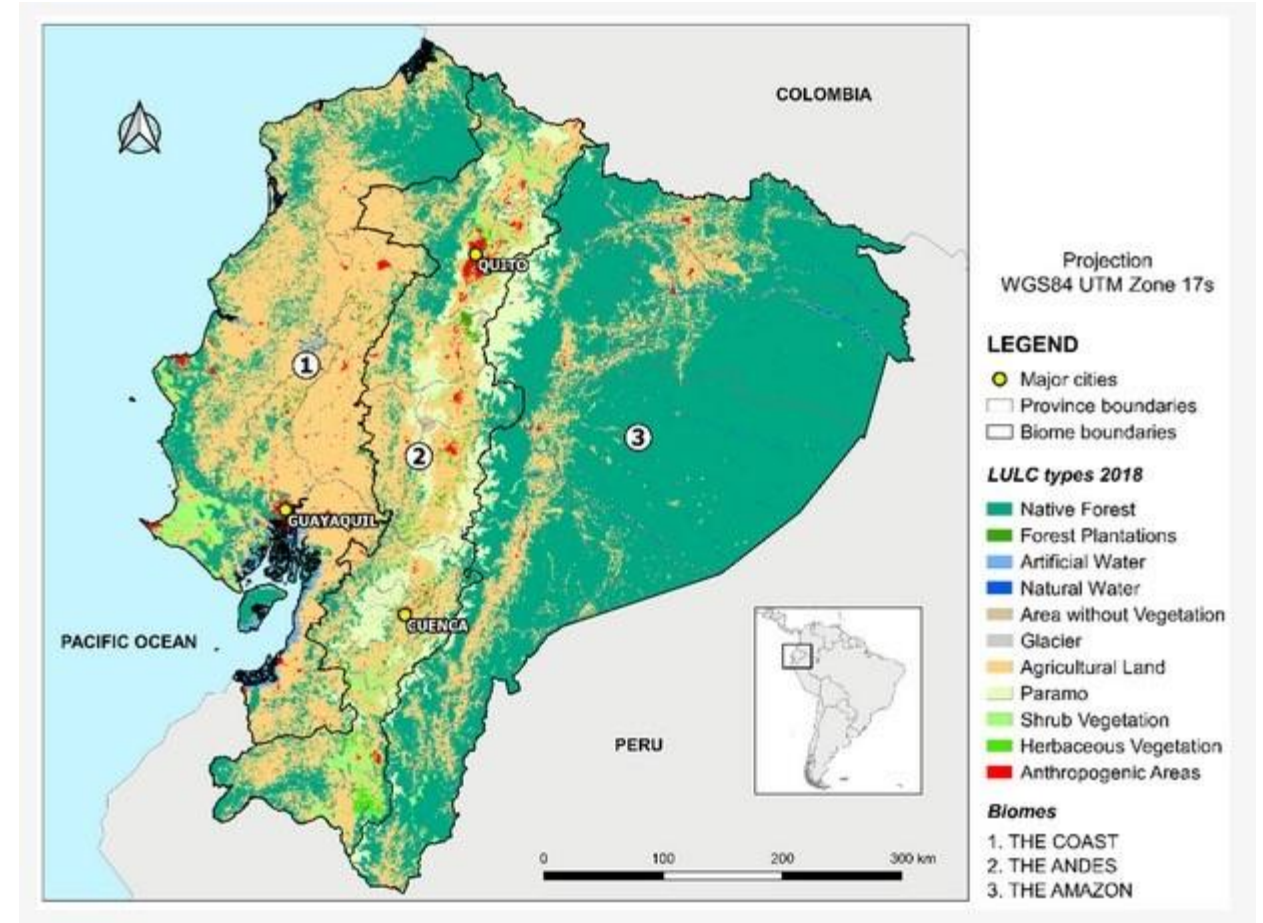 COLOMBIA
QUITO
1
2
3
GUAYAQUIL
CUENCA
PACIFIC OCEAN
PERU
0 100 200 300 km
Projection
WGS84 UTM Zone 17s
LEGEND
Major cities
Province boundaries
Biome boundaries
LULC types 2018
Native Forest
Forest Plantations
Artificial Water
Natural Water
Area without Vegetation
Glacier
Agricultural Land
Paramo
Shrub Vegetation
Herbaceous Vegetation
Anthropogenic Areas
Biomes
1. THE COAST
2. THE ANDES
3. THE AMAZON